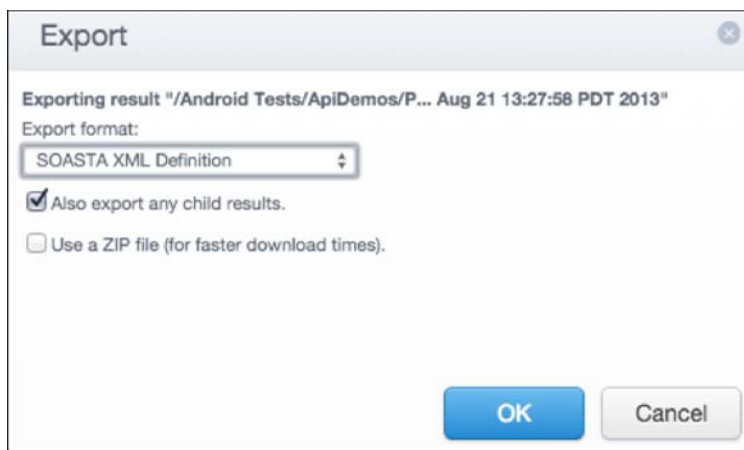 Export
Exporting result "/Android Tests/ApiDemos/P... Aug 21 13:27:58 PDT 2013"
Export format:
SOASTA XML Definition
Also export any child results.
Use a ZIP file (for faster download times).
OK
Cancel